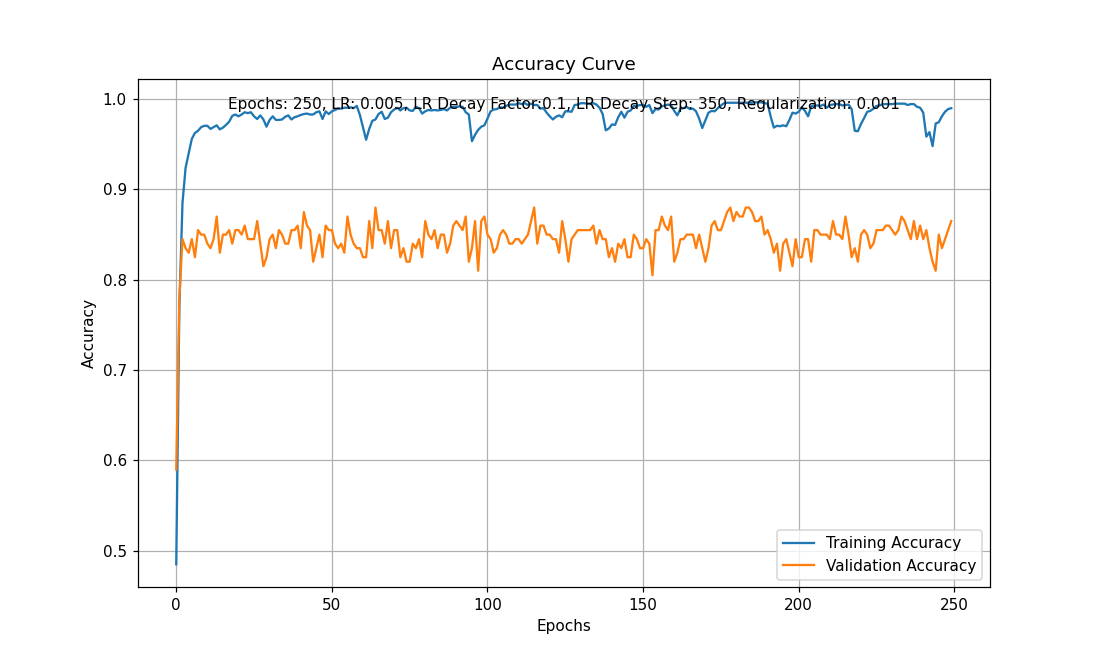 Accuracy Curve
Epochs: 250, LR: 0.005, LR Decay Factor:0.1, LR Decay Step: 350, Regularization: 0.001
1.0
0.9
0.8
0.7
0.6
0.5
Accuracy
Training Accuracy
Validation Accuracy
0 50 100 150 200 250
Epochs